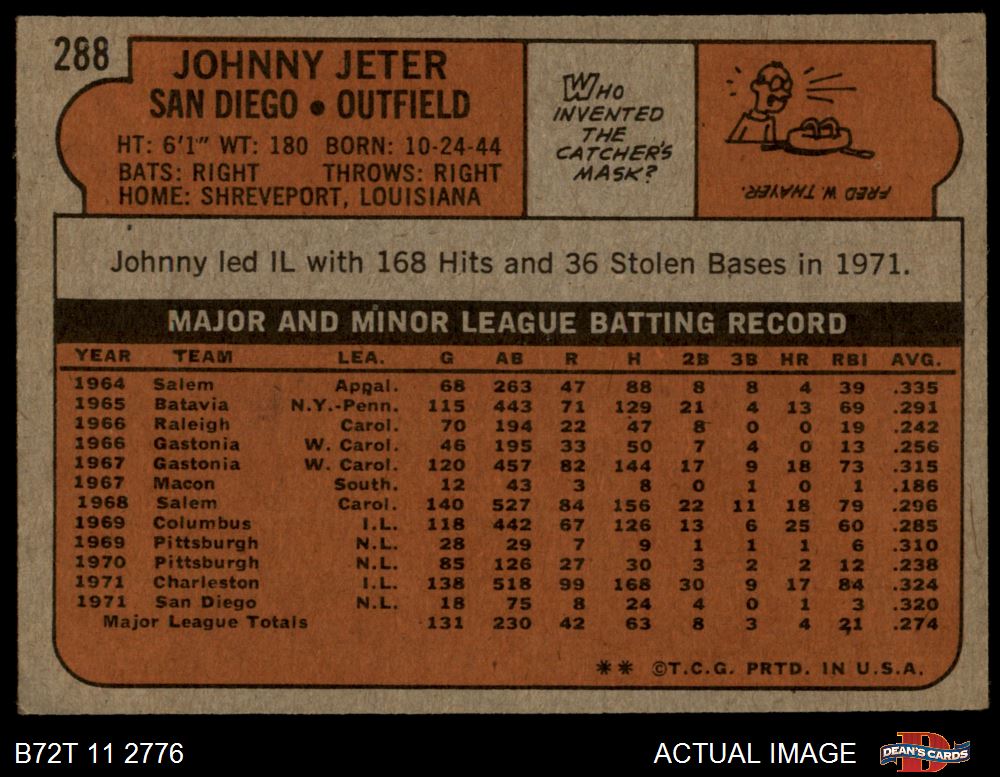 288
JOHNNY JETER
SAN DIEGO • OUTFIELD
HT: 6'1" WT: 180 BORN: 10-24-44
BATS: RIGHT THROWS: RIGHT
HOME: SHREVEPORT, LOUISIANA
WHO
INVENTED
THE
CATCHER'S
MASK?
FRED W. THAYER.
Johnny led IL with 168 Hits and 36 Stolen Bases in 1971.
MAJOR AND MINOR LEAGUE BATTING RECORD
YEAR TEAM LEA. G AB R H 2B 3B HR RBI AVG.
1964 Salem Appal. 68 263 47 88 8 8 4 39 .335
1965 Batavia N.Y.-Penn. 115 443 71 129 21 4 13 69 .291
1966 Raleigh Carol. 70 194 22 47 8 0 0 19 .242
1966 Gastonia W. Carol. 46 195 33 50 7 4 0 13 .256
1967 Gastonia W. Carol. 120 457 82 144 17 9 18 73 .315
1967 Macon South. 12 43 3 8 0 1 0 1 .186
1968 Salem Carol. 140 527 84 156 22 11 18 79 .296
1969 Columbus I.L. 118 442 67 126 13 6 25 60 .285
1969 Pittsburgh N.L. 28 29 7 9 1 1 1 6 .310
1970 Pittsburgh N.L. 85 126 27 30 3 2 2 12 .238
1971 Charleston I.L. 138 518 99 168 30 9 17 84 .324
1971 San Diego N.L. 18 75 8 24 4 0 1 3 .320
Major League Totals 131 230 42 63 8 3 4 21 .274
** ©T.C.G. PRTD. IN U.S.A.
B72T 11 2776 ACTUAL IMAGE
D
DEAN'S CARDS